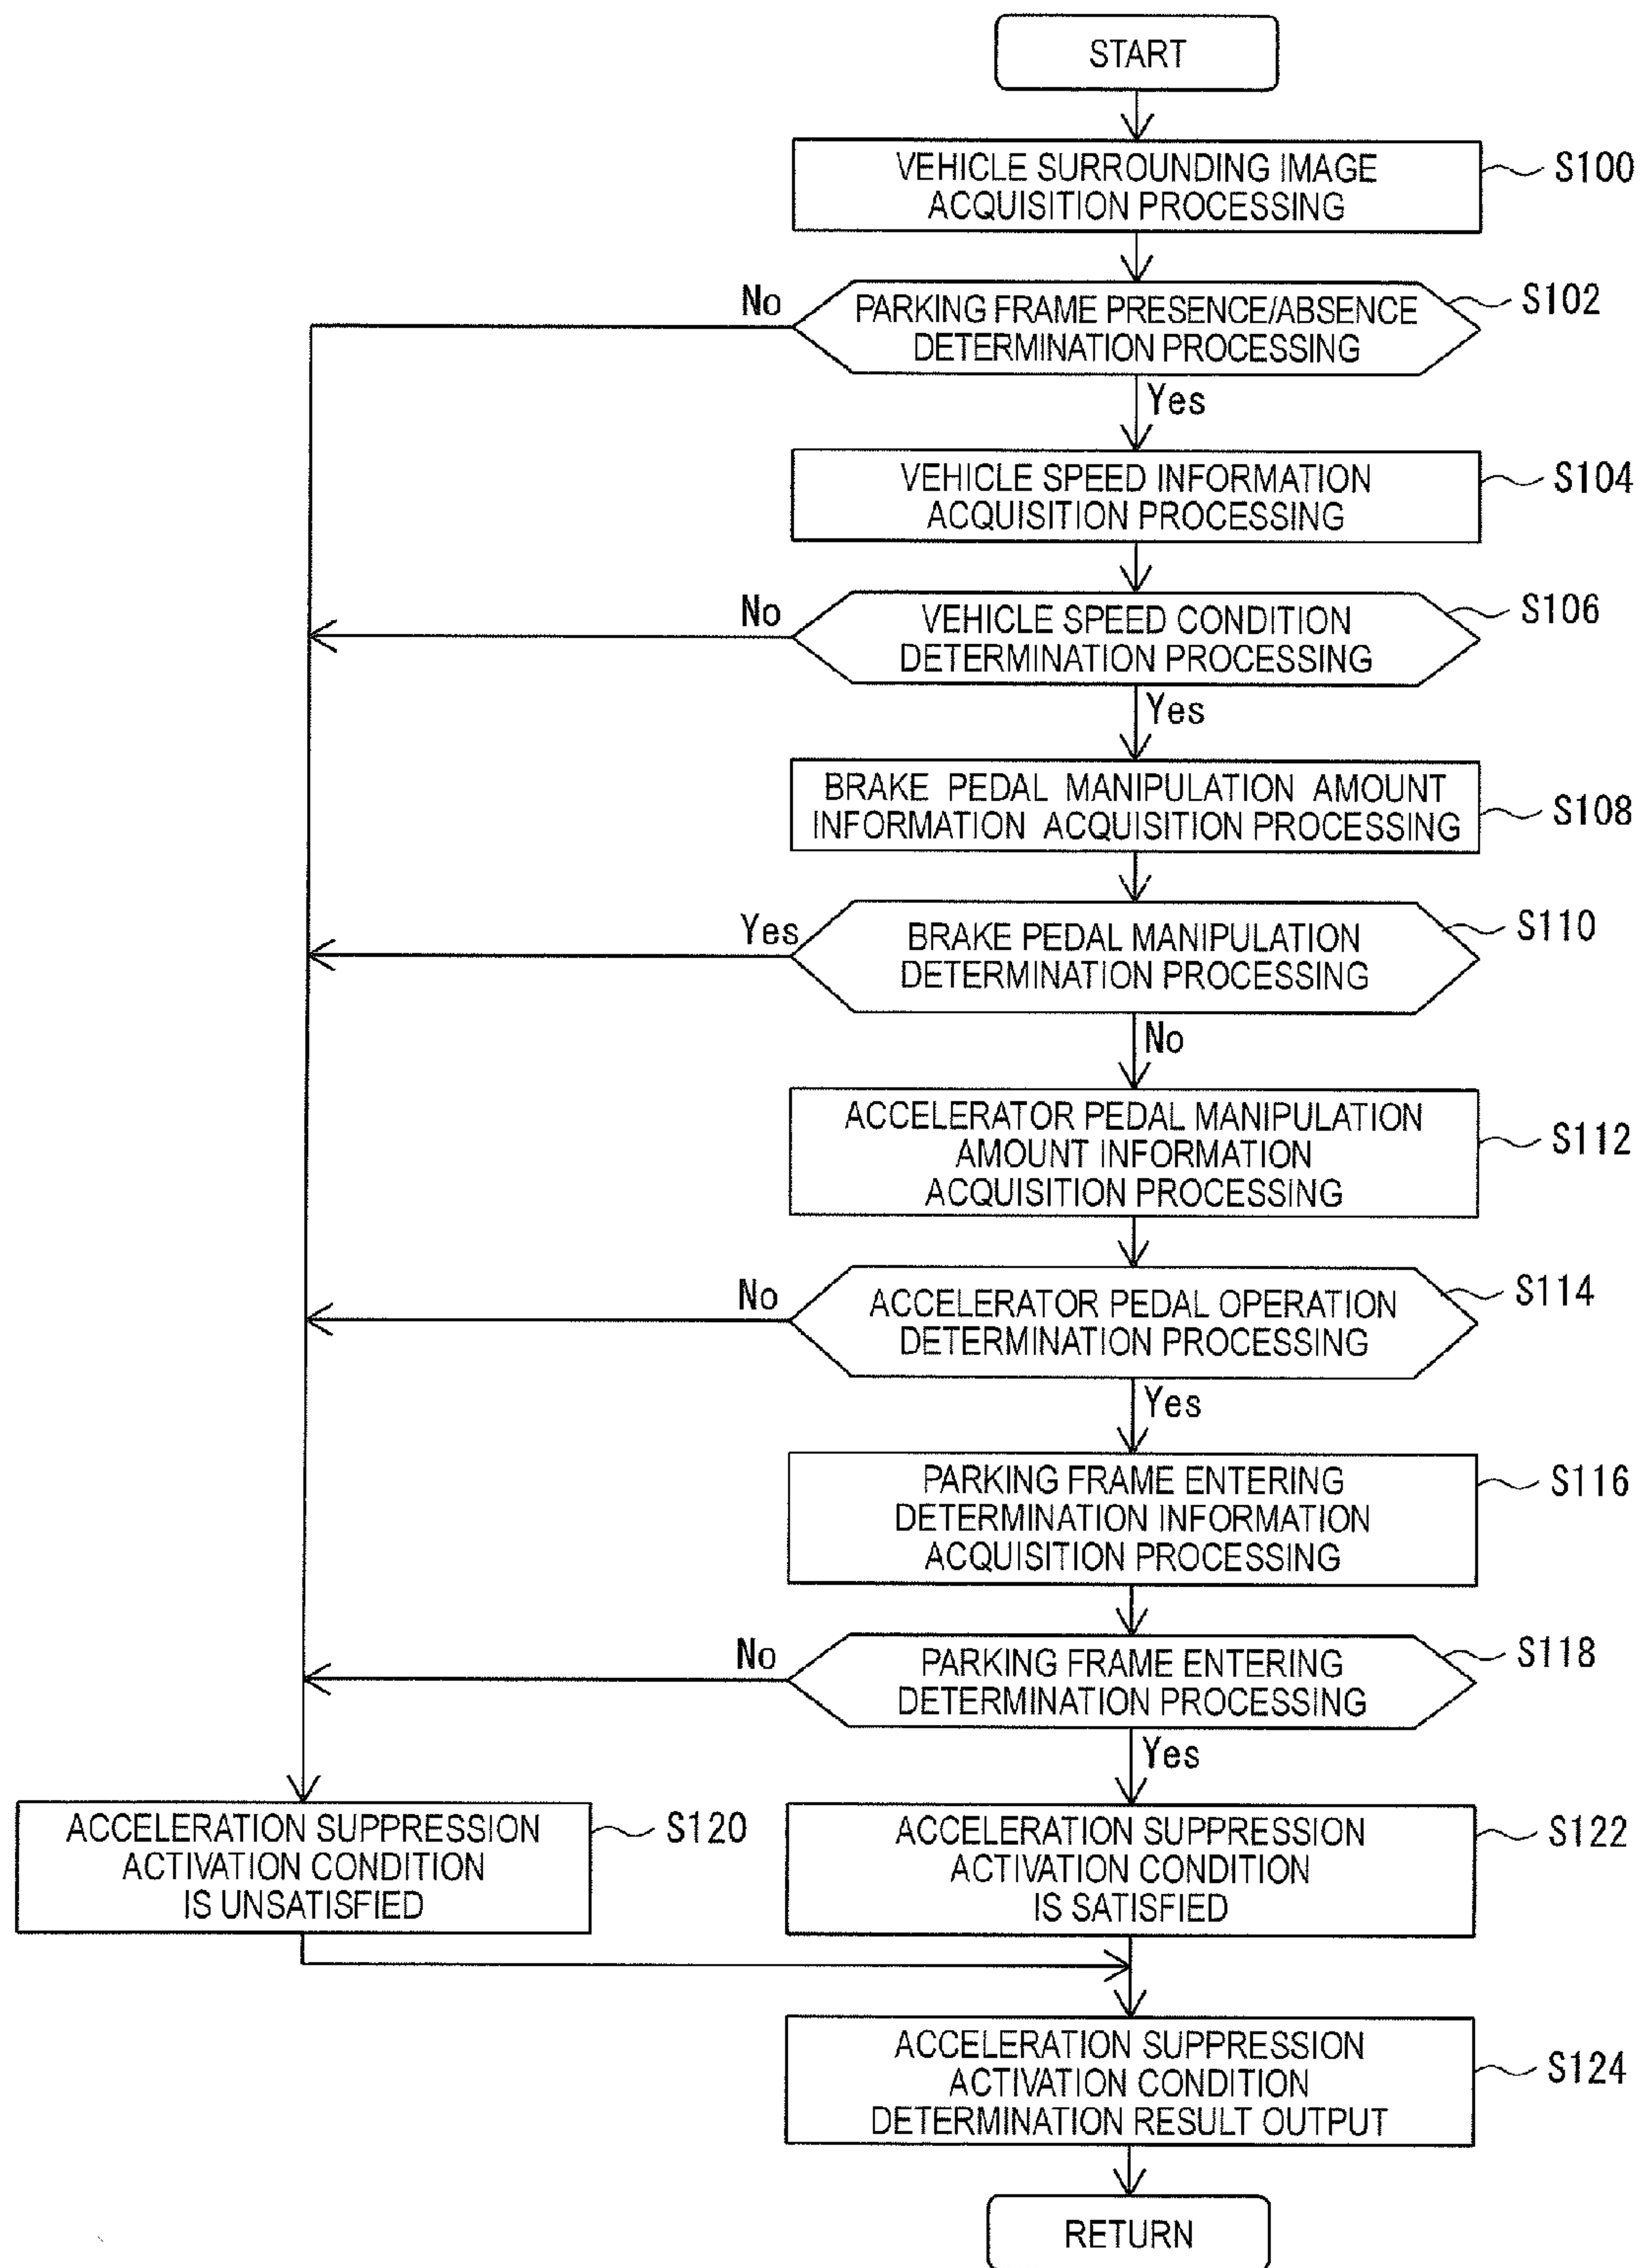 START
VEHICLE SURROUNDING IMAGE
ACQUISITION PROCESSING
S100
No
PARKING FRAME PRESENCE/ABSENCE
DETERMINATION PROCESSING
S102
Yes
VEHICLE SPEED INFORMATION
ACQUISITION PROCESSING
S104
No
VEHICLE SPEED CONDITION
DETERMINATION PROCESSING
S106
Yes
BRAKE PEDAL MANIPULATION AMOUNT
INFORMATION ACQUISITION PROCESSING
S108
Yes
BRAKE PEDAL MANIPULATION
DETERMINATION PROCESSING
S110
No
ACCELERATOR PEDAL MANIPULATION
AMOUNT INFORMATION
ACQUISITION PROCESSING
S112
No
ACCELERATOR PEDAL OPERATION
DETERMINATION PROCESSING
S114
Yes
PARKING FRAME ENTERING
DETERMINATION INFORMATION
ACQUISITION PROCESSING
S116
No
PARKING FRAME ENTERING
DETERMINATION PROCESSING
S118
Yes
ACCELERATION SUPPRESSION
ACTIVATION CONDITION
IS UNSATISFIED
S120
ACCELERATION SUPPRESSION
ACTIVATION CONDITION
IS SATISFIED
S122
ACCELERATION SUPPRESSION
ACTIVATION CONDITION
DETERMINATION RESULT OUTPUT
S124
RETURN